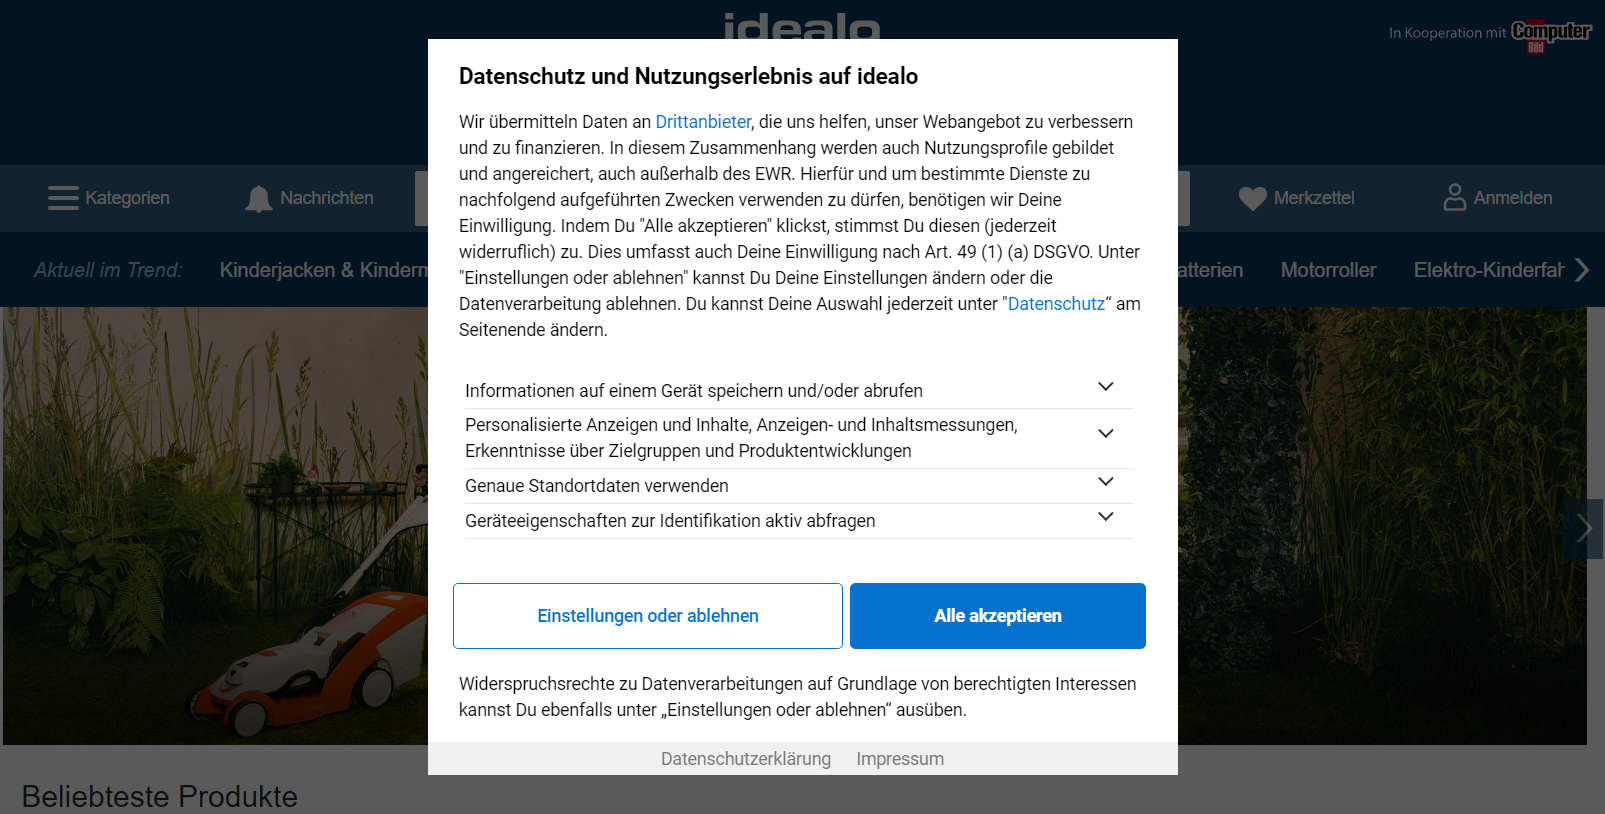 idealo
In Kooperation mit Computer Bild
Datenschutz und Nutzungserlebnis auf idealo
Wir übermitteln Daten an Drittanbieter, die uns helfen, unser Webangebot zu verbessern
und zu finanzieren. In diesem Zusammenhang werden auch Nutzungsprofile gebildet
und angereichert, auch außerhalb des EWR. Hierfür und um bestimmte Dienste zu
nachfolgend aufgeführten Zwecken verwenden zu dürfen, benötigen wir Deine
Einwilligung. Indem Du "Alle akzeptieren" klickst, stimmst Du diesen (jederzeit
widerruflich) zu. Dies umfasst auch Deine Einwilligung nach Art. 49 (1) (a) DSGVO. Unter
"Einstellungen oder ablehnen" kannst Du Deine Einstellungen ändern oder die
Datenverarbeitung ablehnen. Du kannst Deine Auswahl jederzeit unter "Datenschutz“ am
Seitenende ändern.
Informationen auf einem Gerät speichern und/oder abrufen
Personalisierte Anzeigen und Inhalte, Anzeigen- und Inhaltsmessungen,
Erkenntnisse über Zielgruppen und Produktentwicklungen
Genaue Standortdaten verwenden
Geräteeigenschaften zur Identifikation aktiv abfragen
Einstellungen oder ablehnen
Alle akzeptieren
Widerspruchsrechte zu Datenverarbeitungen auf Grundlage von berechtigten Interessen
kannst Du ebenfalls unter „Einstellungen oder ablehnen“ ausüben.
Datenschutzerklärung Impressum
Kategorien
Nachrichten
Merkzettel
Anmelden
Aktuell im Trend:
Kinderjacken & Kinderm
atterien
Motorroller
Elektro-Kinderfah
Beliebteste Produkte